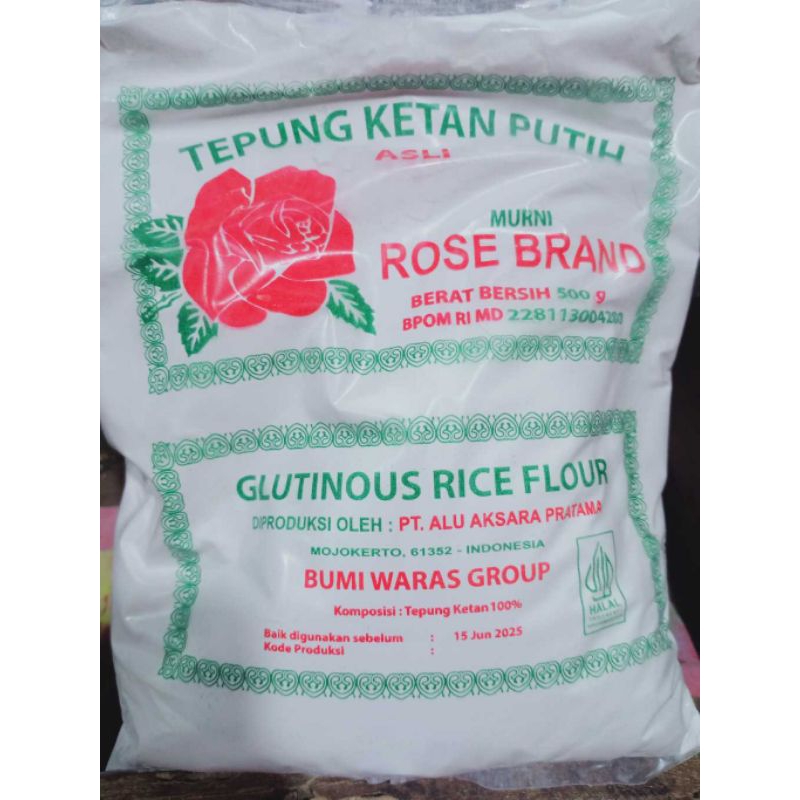 TEPUNG KETAN PUTIH
ASLI
MURNI
ROSE BRAND
BERAT BERSIH 500 g
BPOM RI MD 228113004200
GLUTINOUS RICE FLOUR
DIPRODUKSI OLEH : PT. ALU AKSARA PRATAMA
MOJOKERTO, 61352 - INDONESIA
BUMI WARAS GROUP
HALAL
Komposisi : Tepung Ketan 100%
Baik digunakan sebelum : 15 Jun 2025
Kode Produksi :